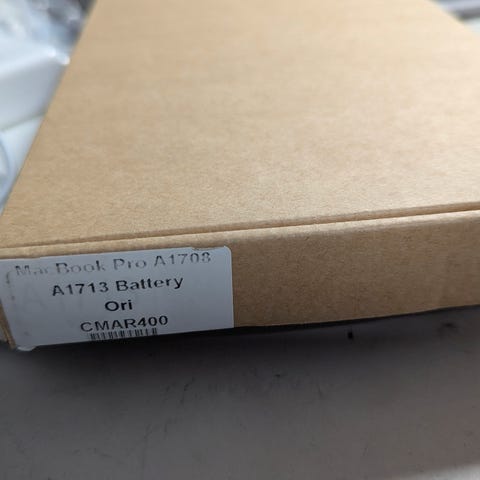 MacBook Pro A1708
A1713 Battery
Ori
CMAR400